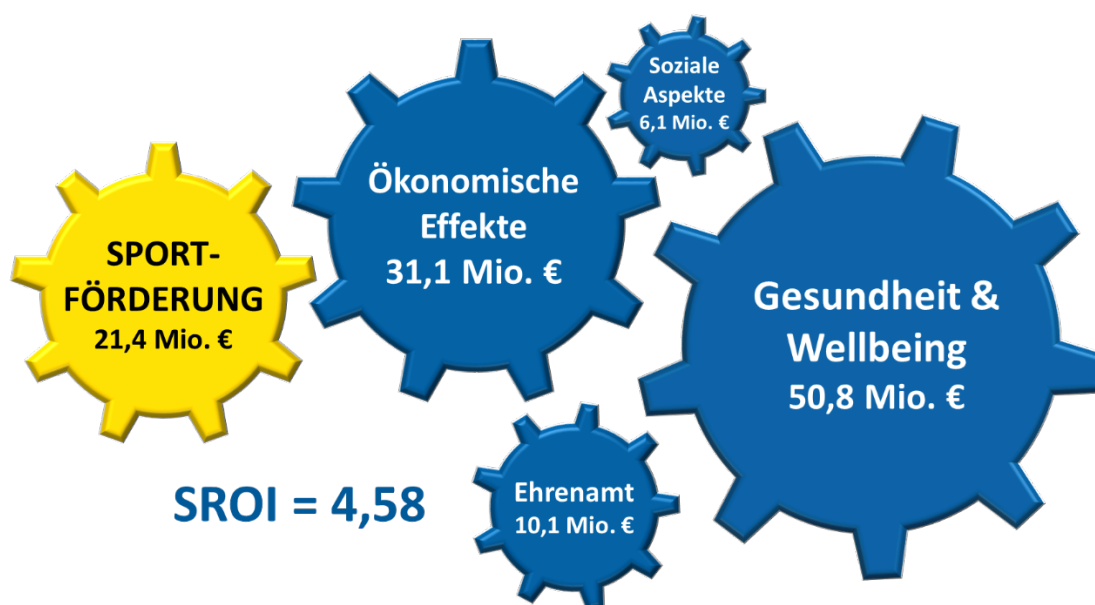 SPORT-
FÖRDERUNG
21,4 Mio. €
Ökonomische
Effekte
31,1 Mio. €
Soziale
Aspekte
6,1 Mio. €
Gesundheit &
Wellbeing
50,8 Mio. €
Ehrenamt
10,1 Mio. €
SROI = 4,58